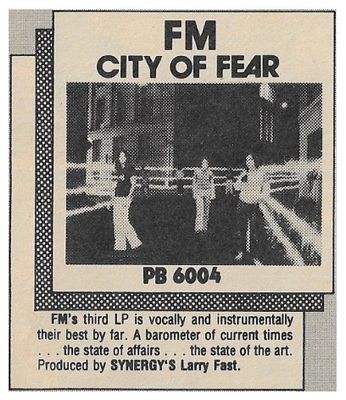 FM
CITY OF FEAR
PB 6004
FM's third LP is vocally and instrumentally
their best by far. A barometer of current times
. . . the state of affairs . . . the state of the art.
Produced by SYNERGY'S Larry Fast.